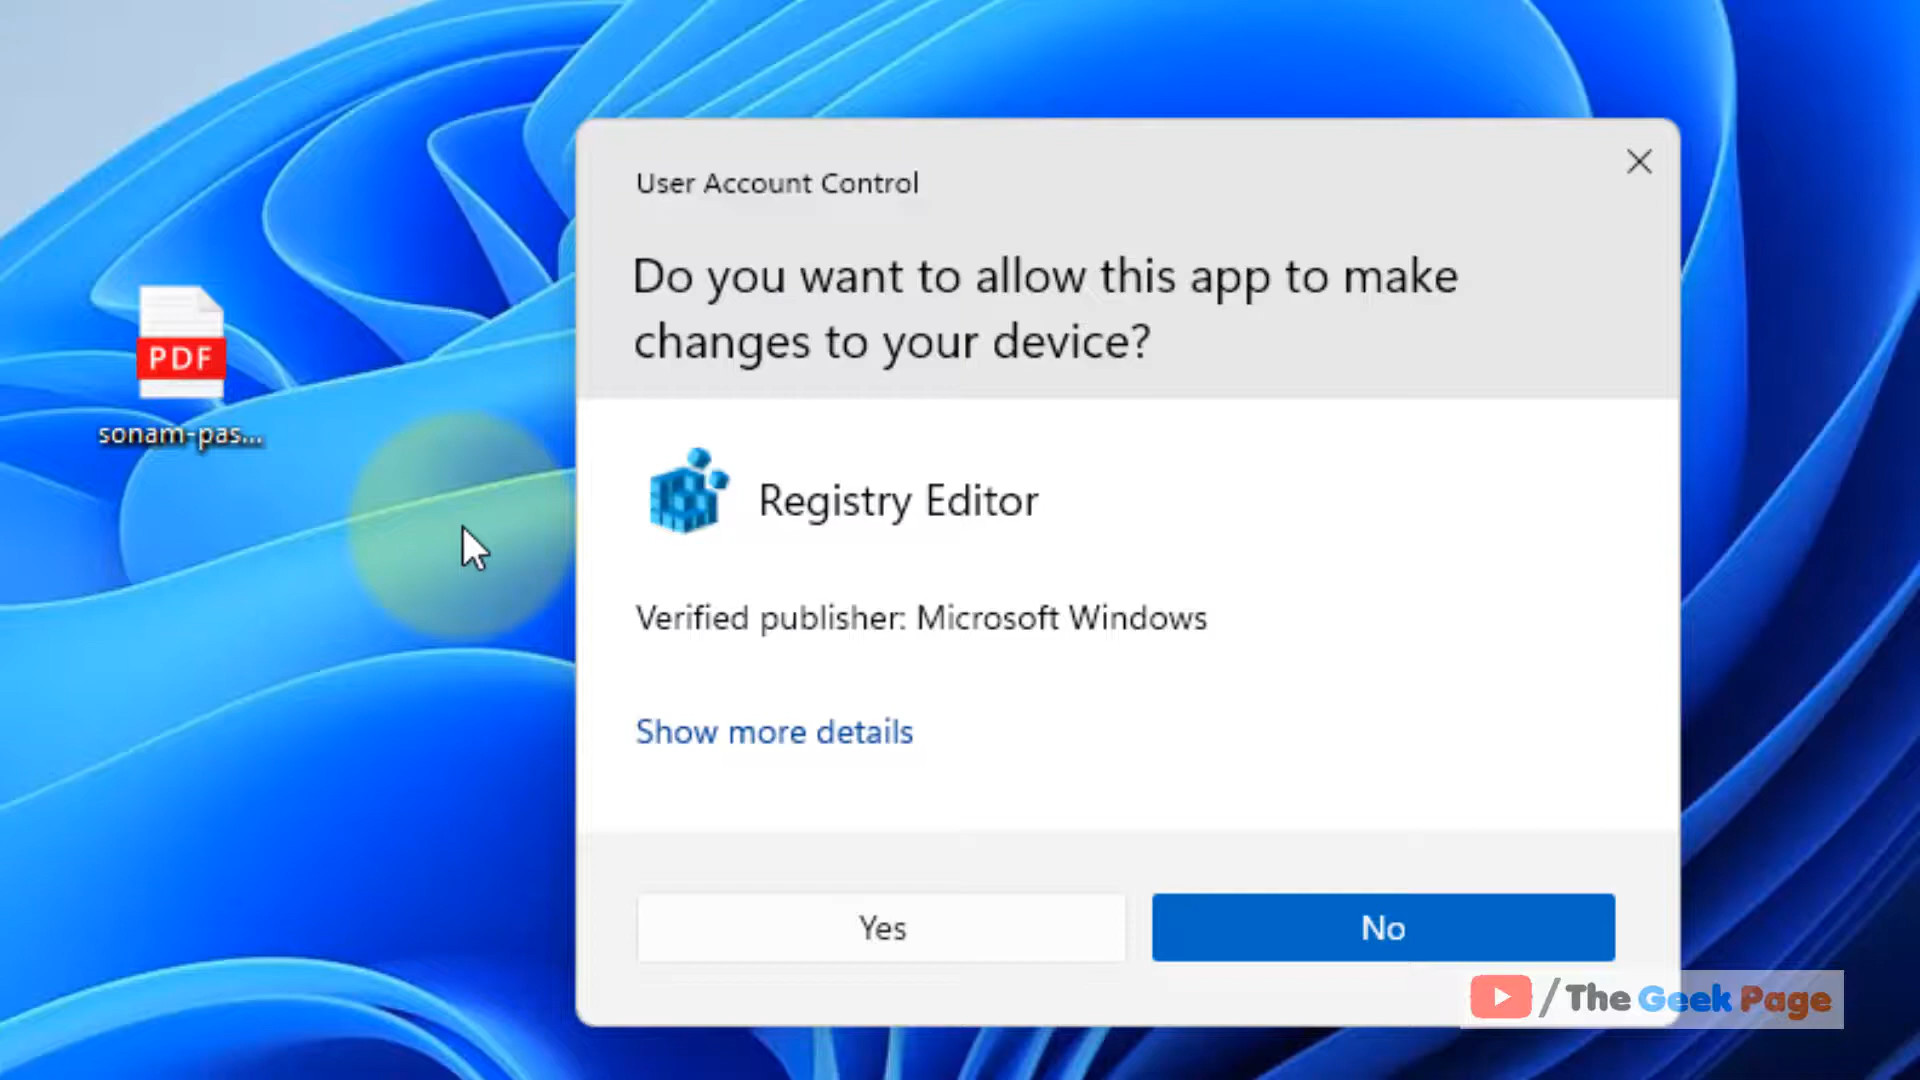 User Account Control
Do you want to allow this app to make
changes to your device?
PDF
sonam-pas...
Registry Editor
Verified publisher: Microsoft Windows
Show more details
Yes
No
/The Geek Page